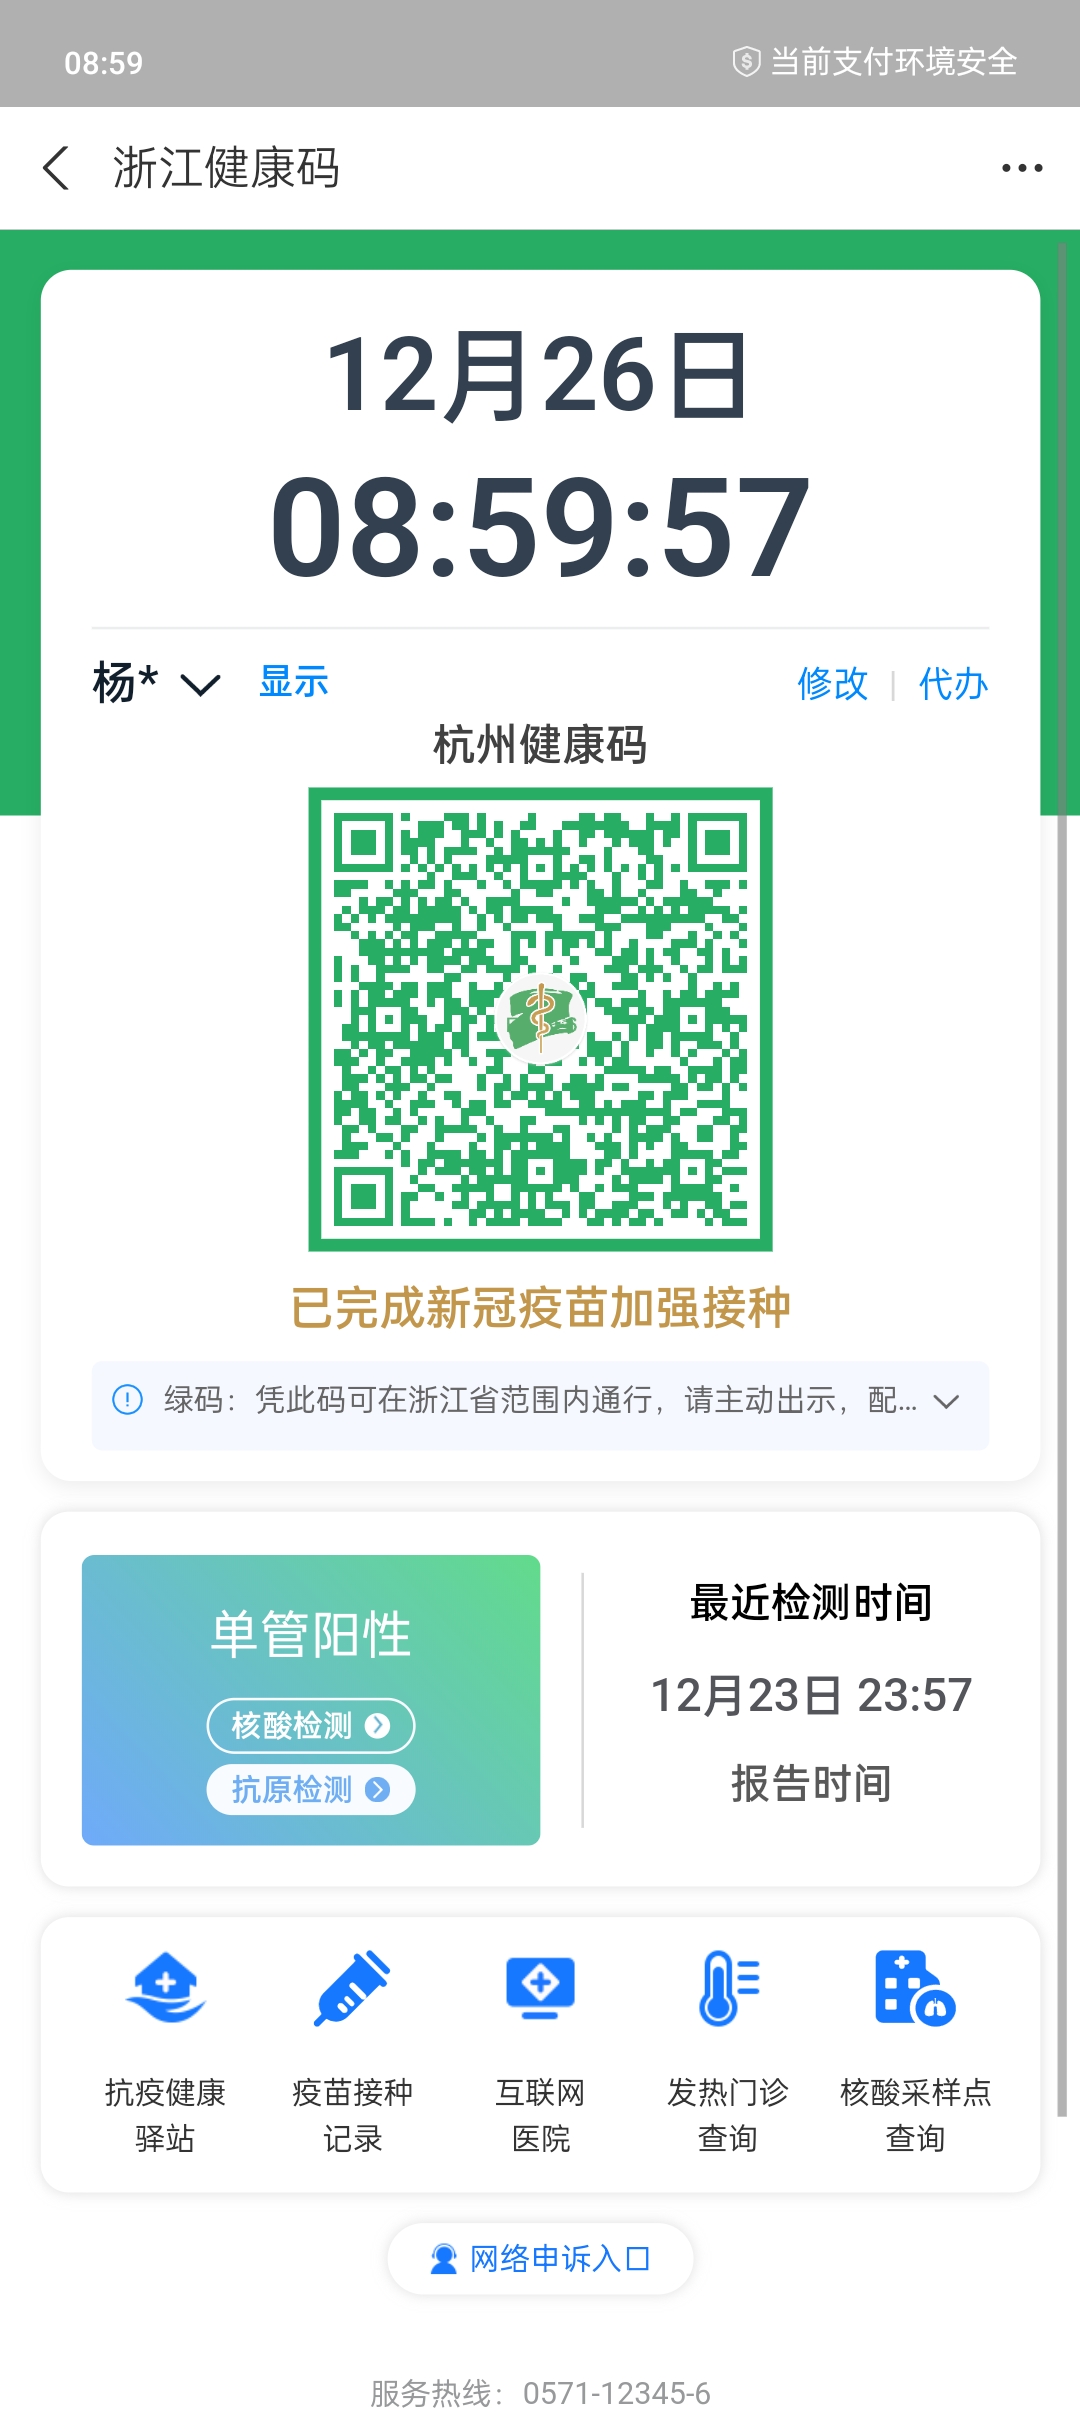 08:59
当前支付环境安全
浙江健康码
12月26日
08:59:57
杨* 显示
修改 | 代办
杭州健康码
已完成新冠疫苗加强接种
绿码：凭此码可在浙江省范围内通行，请主动出示，配...
单管阳性
核酸检测
抗原检测
最近检测时间
12月23日 23:57
报告时间
抗疫健康
驿站
疫苗接种
记录
互联网
医院
发热门诊
查询
核酸采样点
查询
网络申诉入口
服务热线：0571-12345-6